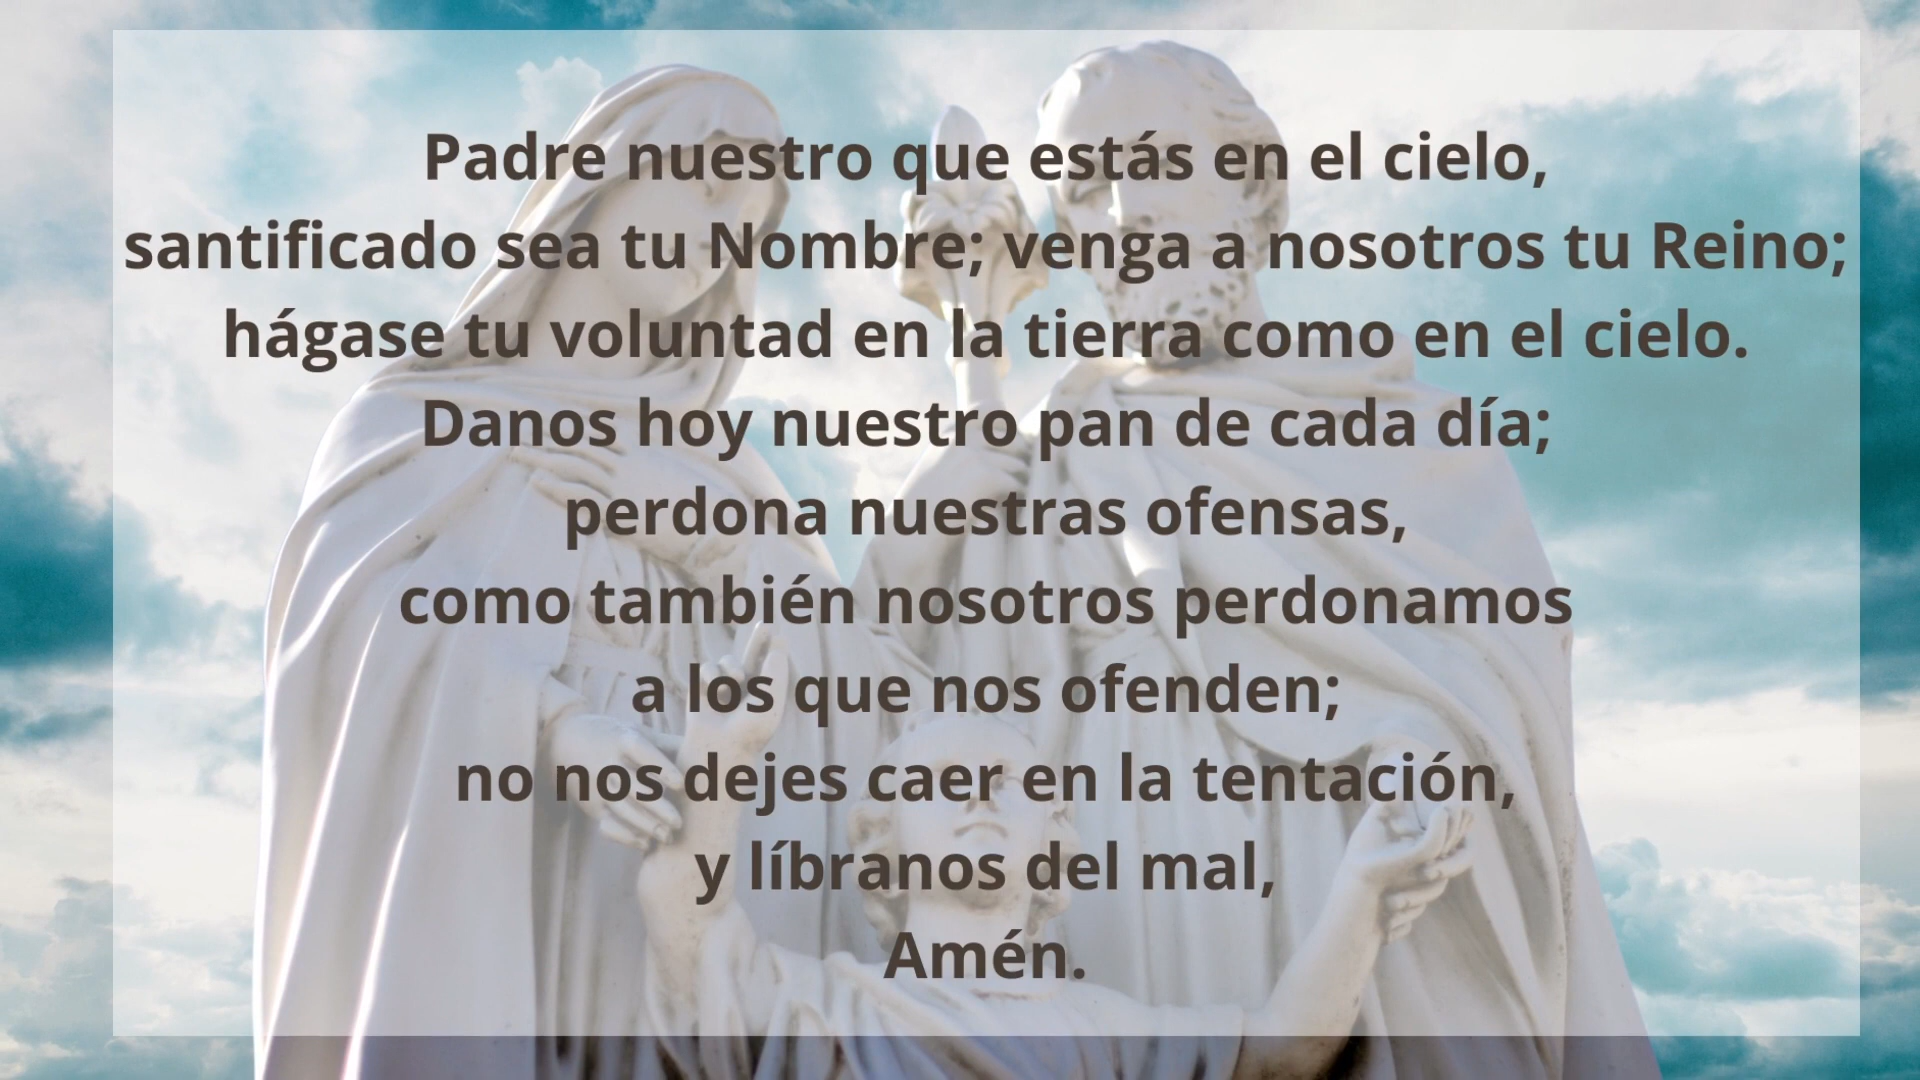 Padre nuestro que estás en el cielo,
santificado sea tu Nombre; venga a nosotros tu Reino;
hágase tu voluntad en la tierra como en el cielo.
Danos hoy nuestro pan de cada día;
perdona nuestras ofensas,
como también nosotros perdonamos
a los que nos ofenden;
no nos dejes caer en la tentación,
y líbranos del mal,
Amén.